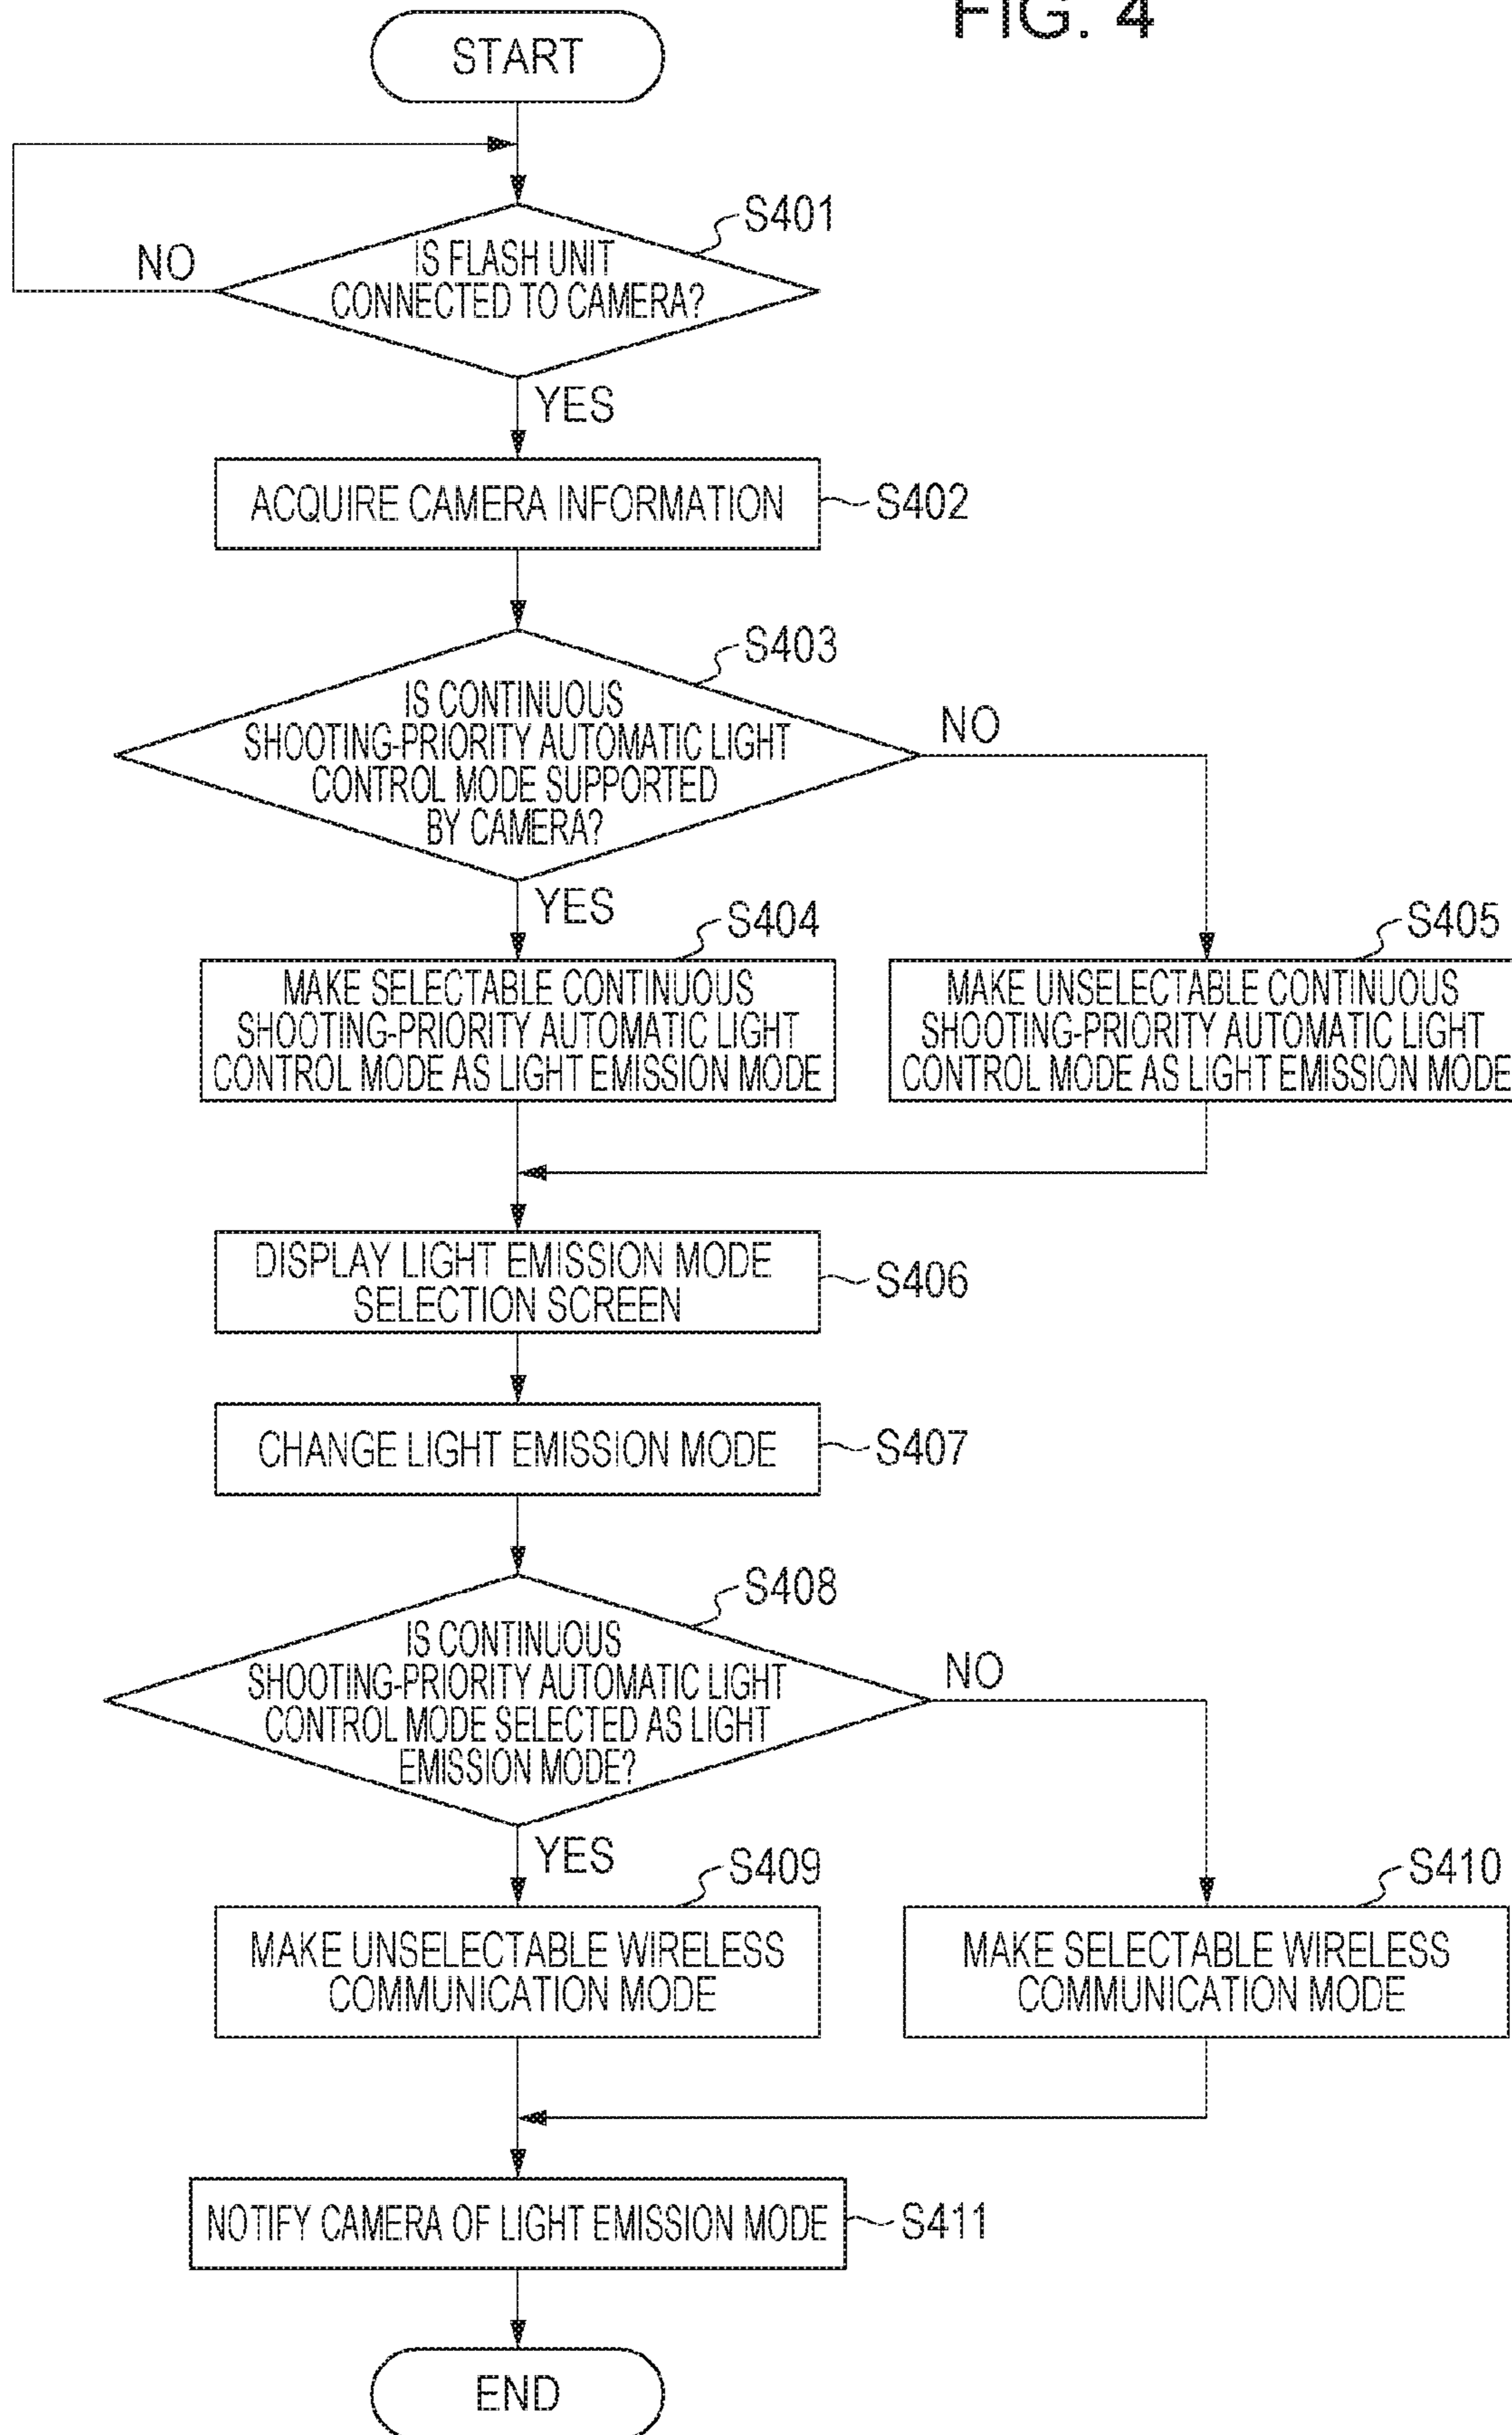 FIG. 4
START
S401
NO
IS FLASH UNIT
CONNECTED TO CAMERA?
YES
ACQUIRE CAMERA INFORMATION
S402
S403
IS CONTINUOUS
SHOOTING-PRIORITY AUTOMATIC LIGHT
CONTROL MODE SUPPORTED
BY CAMERA?
NO
YES
S404
S405
MAKE SELECTABLE CONTINUOUS
SHOOTING-PRIORITY AUTOMATIC LIGHT
CONTROL MODE AS LIGHT EMISSION MODE
MAKE UNSELECTABLE CONTINUOUS
SHOOTING-PRIORITY AUTOMATIC LIGHT
CONTROL MODE AS LIGHT EMISSION MODE
DISPLAY LIGHT EMISSION MODE
SELECTION SCREEN
S406
CHANGE LIGHT EMISSION MODE
S407
S408
IS CONTINUOUS
SHOOTING-PRIORITY AUTOMATIC LIGHT
CONTROL MODE SELECTED AS LIGHT
EMISSION MODE?
NO
YES
S409
S410
MAKE UNSELECTABLE WIRELESS
COMMUNICATION MODE
MAKE SELECTABLE WIRELESS
COMMUNICATION MODE
NOTIFY CAMERA OF LIGHT EMISSION MODE
S411
END